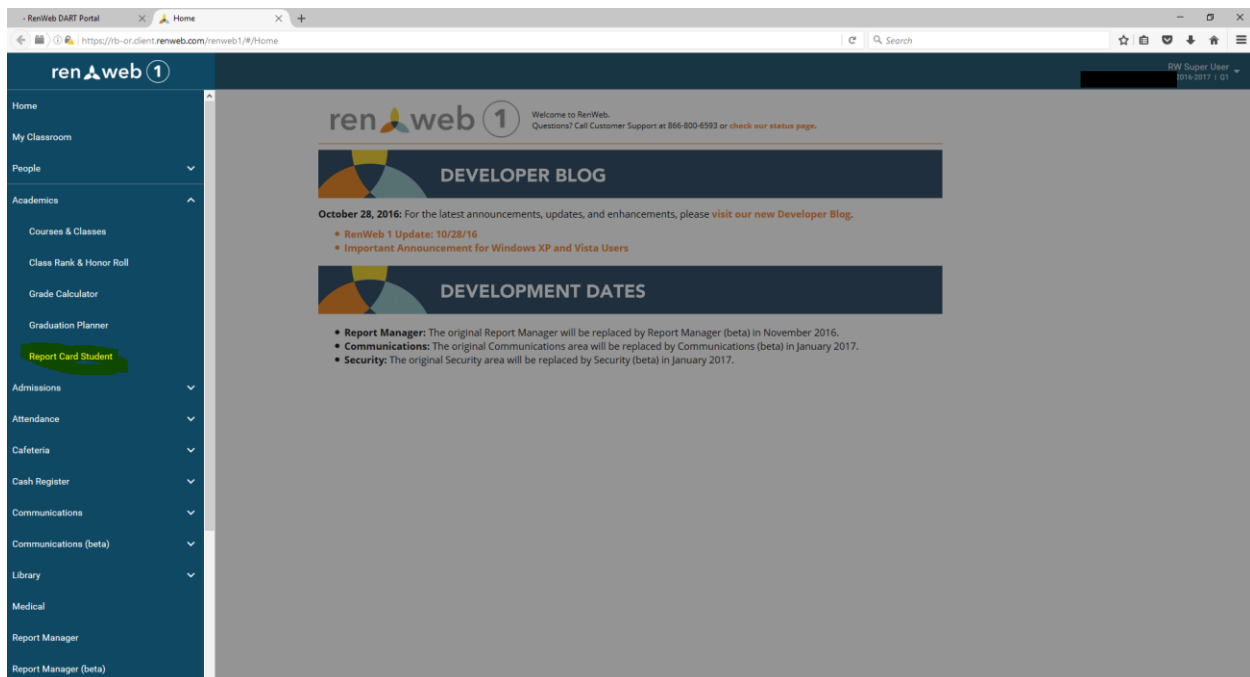 - RenWeb DART Portal
Home
https://rb-or.client.renweb.com/renweb1/#/Home
Search
ren web 1
RW Super User
2016-2017 | Q1
Home
My Classroom
People
Academics
Courses & Classes
Class Rank & Honor Roll
Grade Calculator
Graduation Planner
Report Card Student
Admissions
Attendance
Cafeteria
Cash Register
Communications
Communications (beta)
Library
Medical
Report Manager
Report Manager (beta)
ren web 1
Welcome to RenWeb.
Questions? Call Customer Support at 866-800-6593 or check our status page.
DEVELOPER BLOG
October 28, 2016: For the latest announcements, updates, and enhancements, please visit our new Developer Blog.
• RenWeb 1 Update: 10/28/16
• Important Announcement for Windows XP and Vista Users
DEVELOPMENT DATES
• Report Manager: The original Report Manager will be replaced by Report Manager (beta) in November 2016.
• Communications: The original Communications area will be replaced by Communications (beta) in January 2017.
• Security: The original Security area will be replaced by Security (beta) in January 2017.